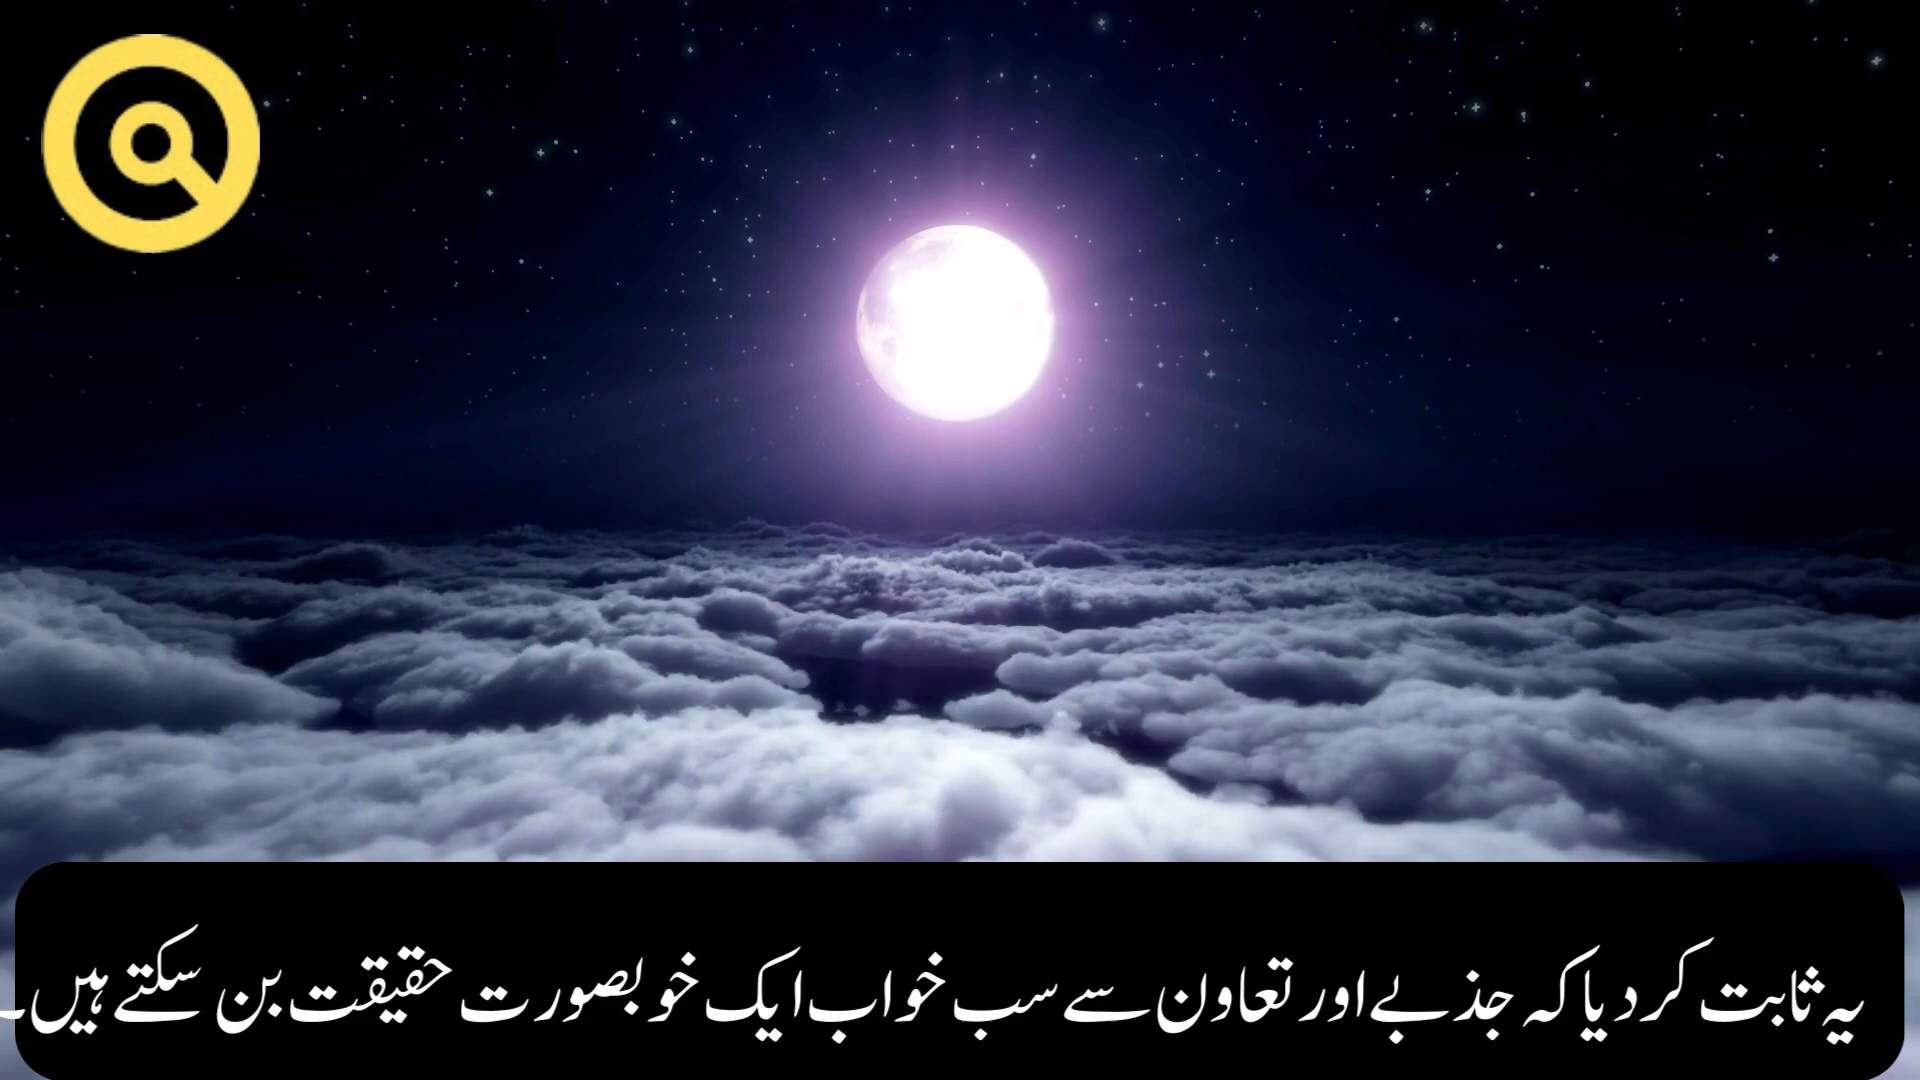 یہ ثابت کر دیا کہ جذبے اور تعاون سے سب خواب ایک خوبصورت حقیقت بن سکتے ہیں۔